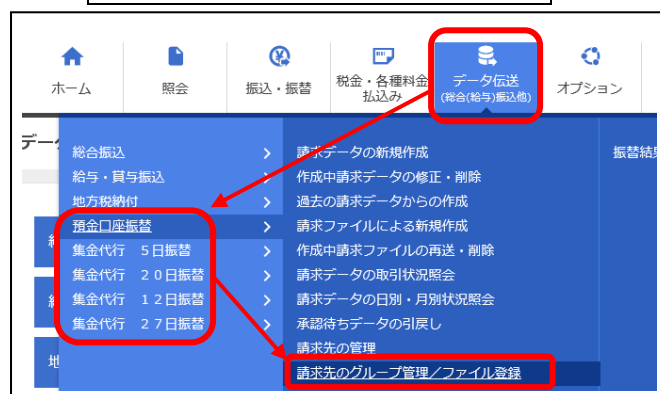 ホーム
照会
振込・振替
税金・各種料金
払込み
データ伝送
(総合(給与)振込他)
オプション
デー
総合振込
給与・賞与振込
地方税納付
預金口座振替
集金代行 5日振替
集金代行 20日振替
集金代行 12日振替
集金代行 27日振替
請求データの新規作成
作成中請求データの修正・削除
過去の請求データからの作成
請求ファイルによる新規作成
作成中請求ファイルの再送・削除
請求データの取引状況照会
請求データの日別・月別状況照会
承認待ちデータの引戻し
請求先の管理
請求先のグループ管理/ファイル登録
振替結
地